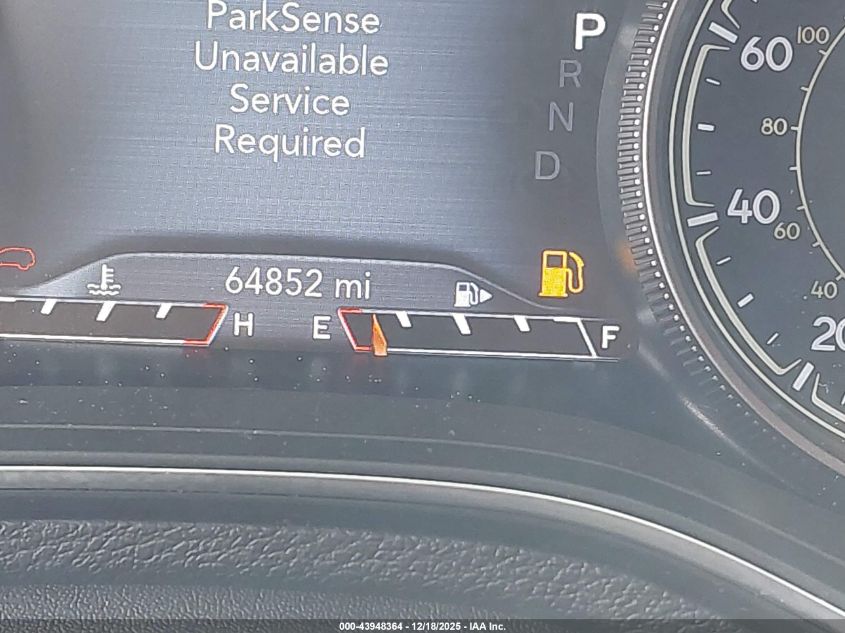 ParkSense
Unavailable
Service
Required
P
R
N
D
64852 mi
H
E
F
60
40
20
100
80
60
40
000-43948364 - 12/18/2025 - IAA Inc.